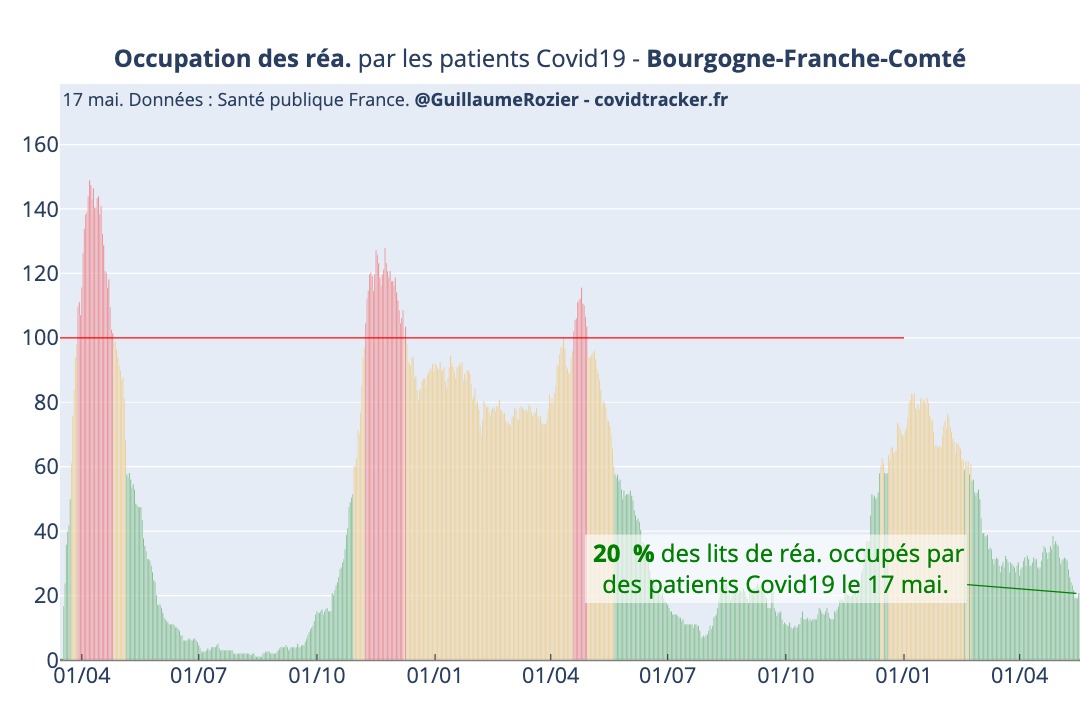 Occupation des réa. par les patients Covid19 - Bourgogne-Franche-Comté
17 mai. Données : Santé publique France. @GuillaumeRozier - covidtracker.fr
160
140
120
100
80
60
40
20
0
20 % des lits de réa. occupés par
des patients Covid19 le 17 mai.
01/04 01/07 01/10 01/01 01/04 01/07 01/10 01/01 01/04